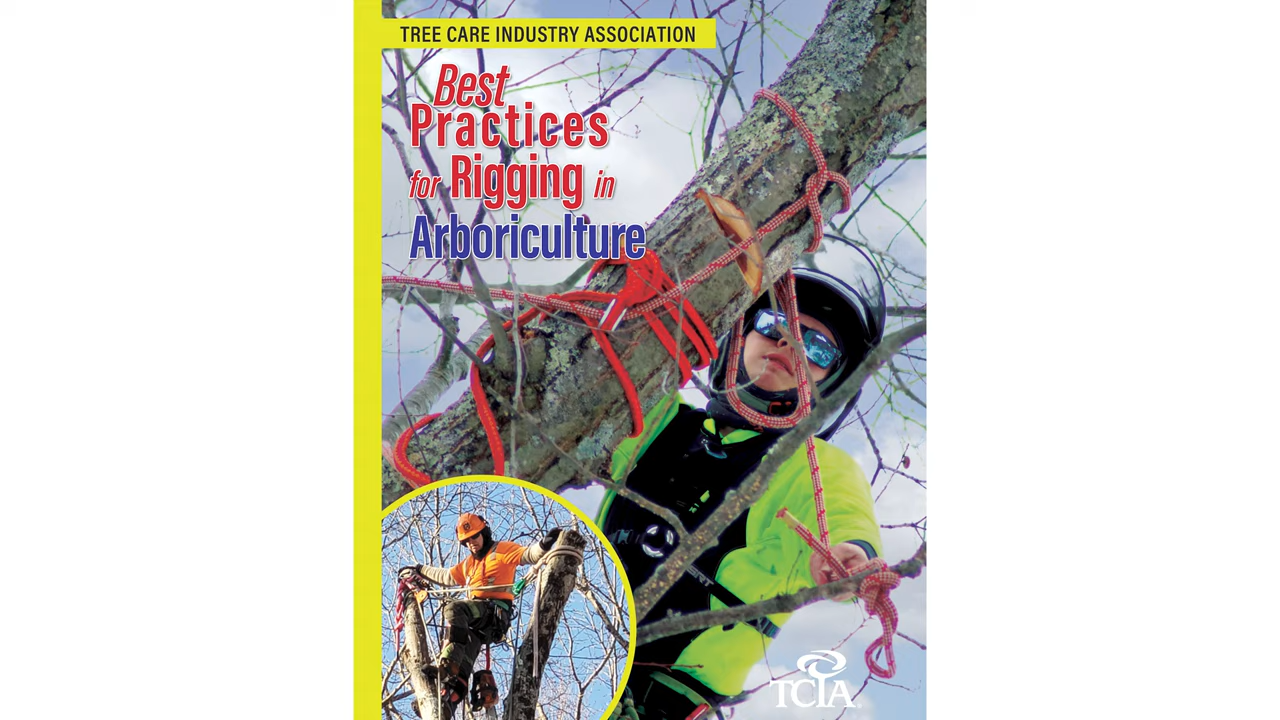 TREE CARE INDUSTRY ASSOCIATION
Best
Practices
for Rigging in
Arboriculture
TCIA